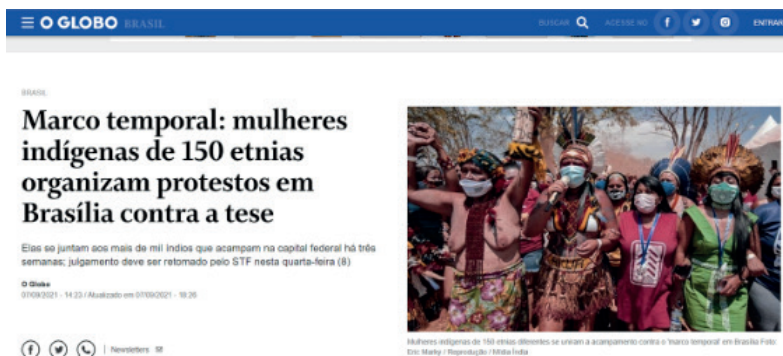 O GLOBO BRASIL BUSCAR ACESSE NO ENTRAR
BRASIL
Marco temporal: mulheres
indígenas de 150 etnias
organizam protestos em
Brasília contra a tese
Elas se juntam aos mais de mil índios que acampam na capital federal há três
semanas; julgamento deve ser retomado pelo STF nesta quarta-feira (8)
O Globo
07/09/2021 - 14:23 / Atualizado em 07/09/2021 - 18:26
Newsletters
Mulheres indígenas de 150 etnias diferentes se uniram a acampamento contra o 'marco temporal' em Brasília Foto:
Eric Marky / Reprodução / Mídia Índia